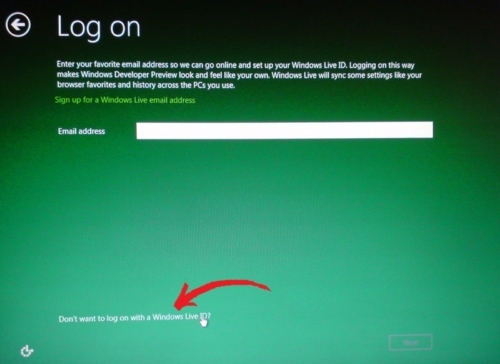 Log on
Enter your favorite email address so we can go online and set up your Windows Live ID. Logging on this way
makes Windows Developer Preview look and feel like your own. Windows Live will sync some settings like your
browser favorites and history across the PCs you use.
Sign up for a Windows Live email address
Email address
Don't want to log on with a Windows Live ID?